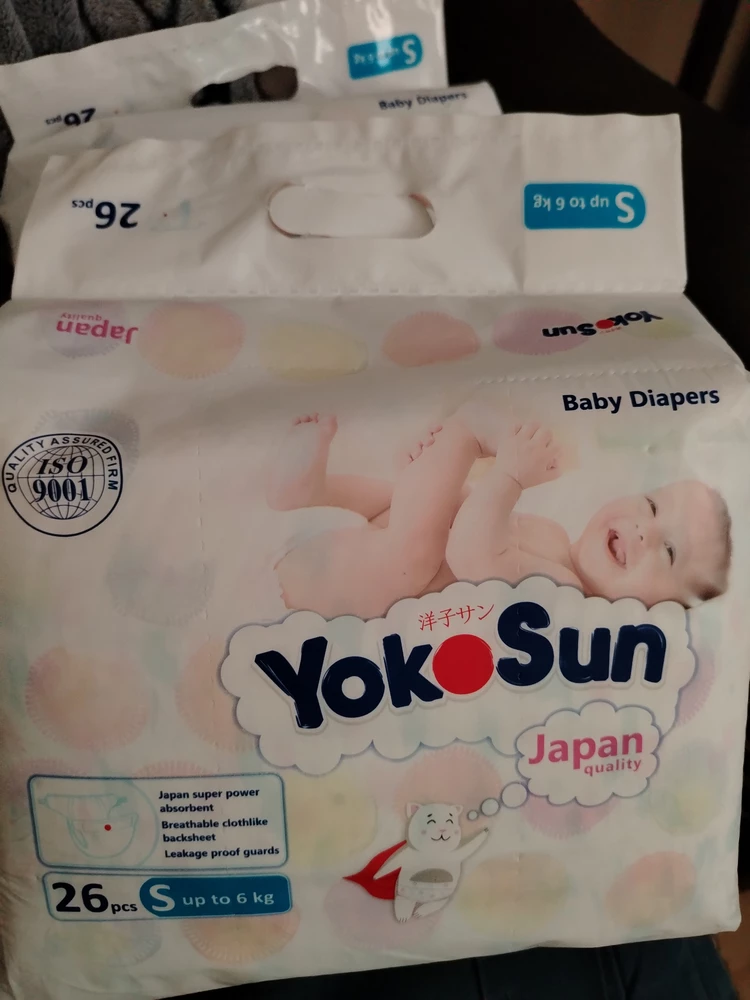 S
26 pcs
Baby Diapers
26 pcs
S up to 6 kg
Japan
quality
YokoSun
Baby Diapers
QUALITY ASSURED FIRM
ISO
9001
洋子サン
YokoSun
Japan
quality
Japan super power
absorbent
Breathable clothlike
backsheet
Leakage proof guards
26 pcs S up to 6 kg